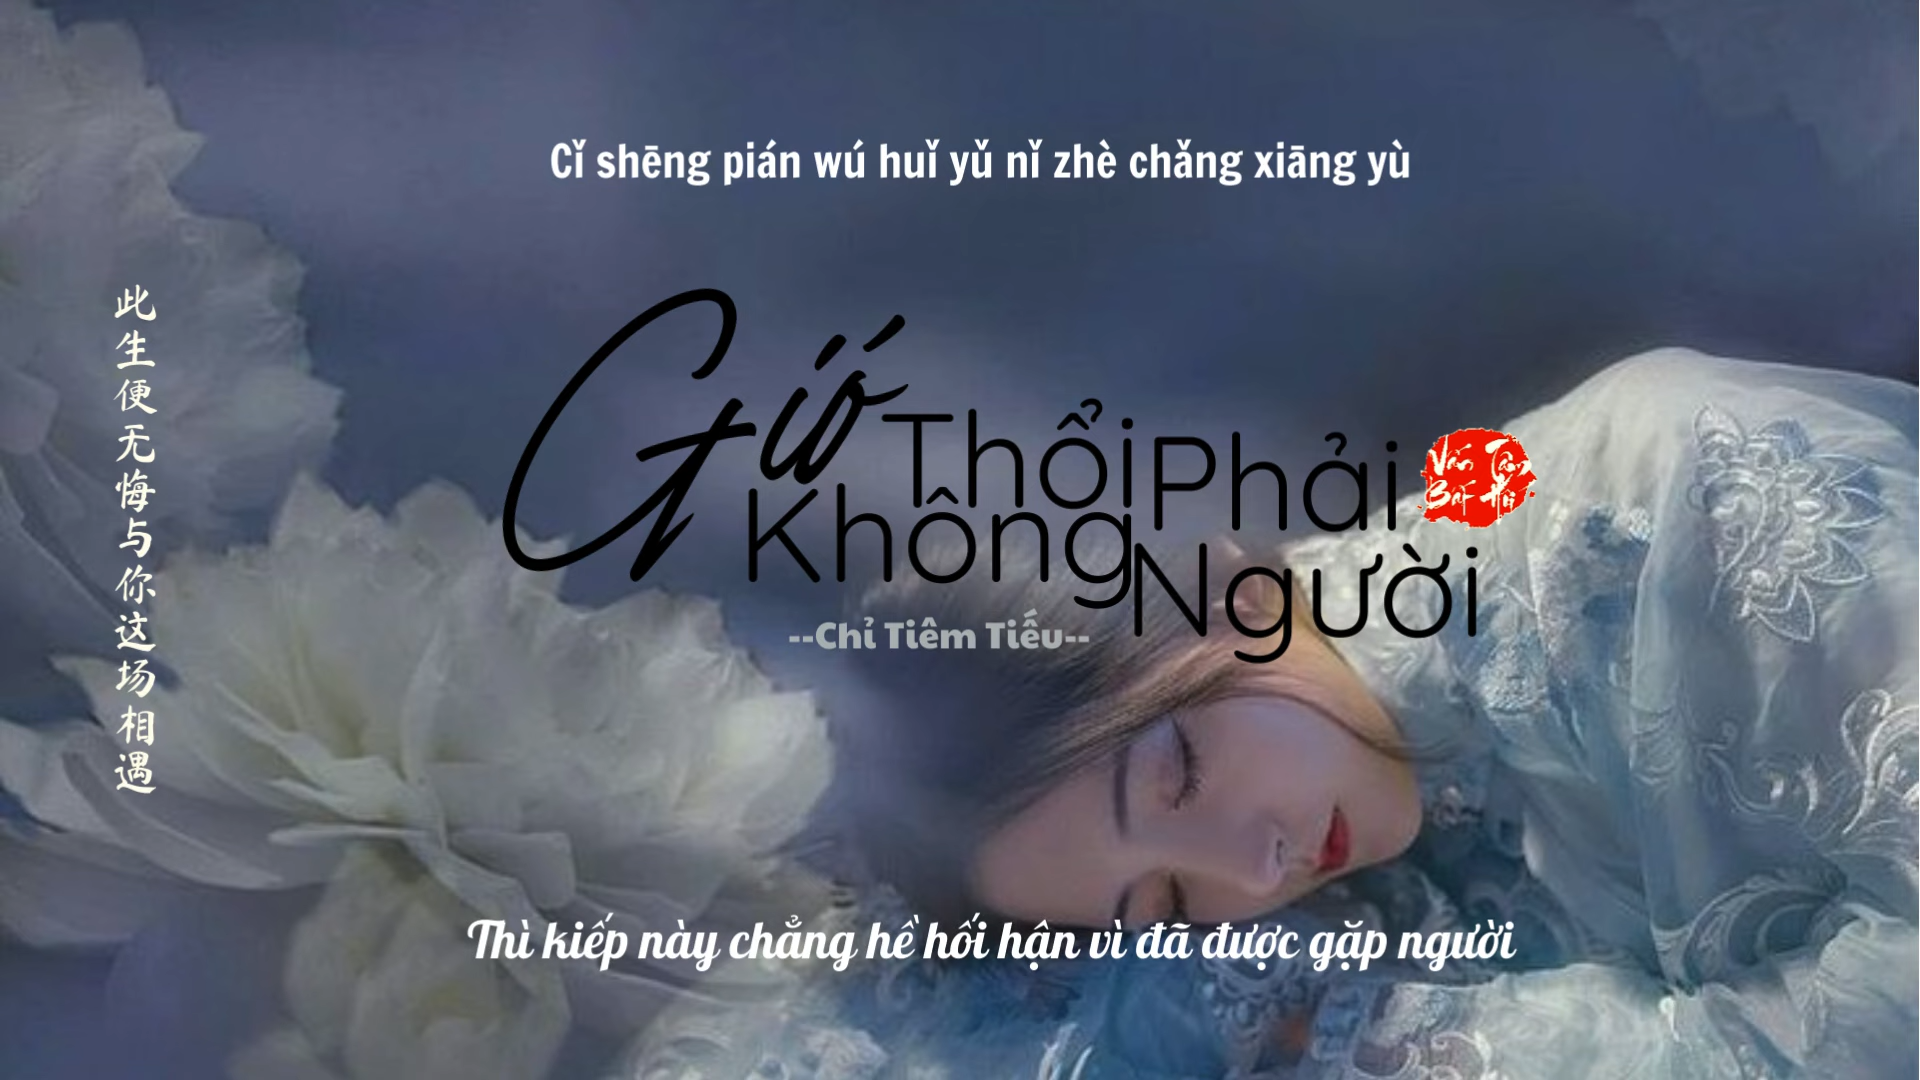 Cǐ shēng pián wú huǐ yǔ nǐ zhè chǎng xiāng yù
此生便无悔与你这场相遇
Gió Thổi Không Phải Người
--Chỉ Tiêm Tiếu--
Thì kiếp này chẳng hề hối hận vì đã được gặp người